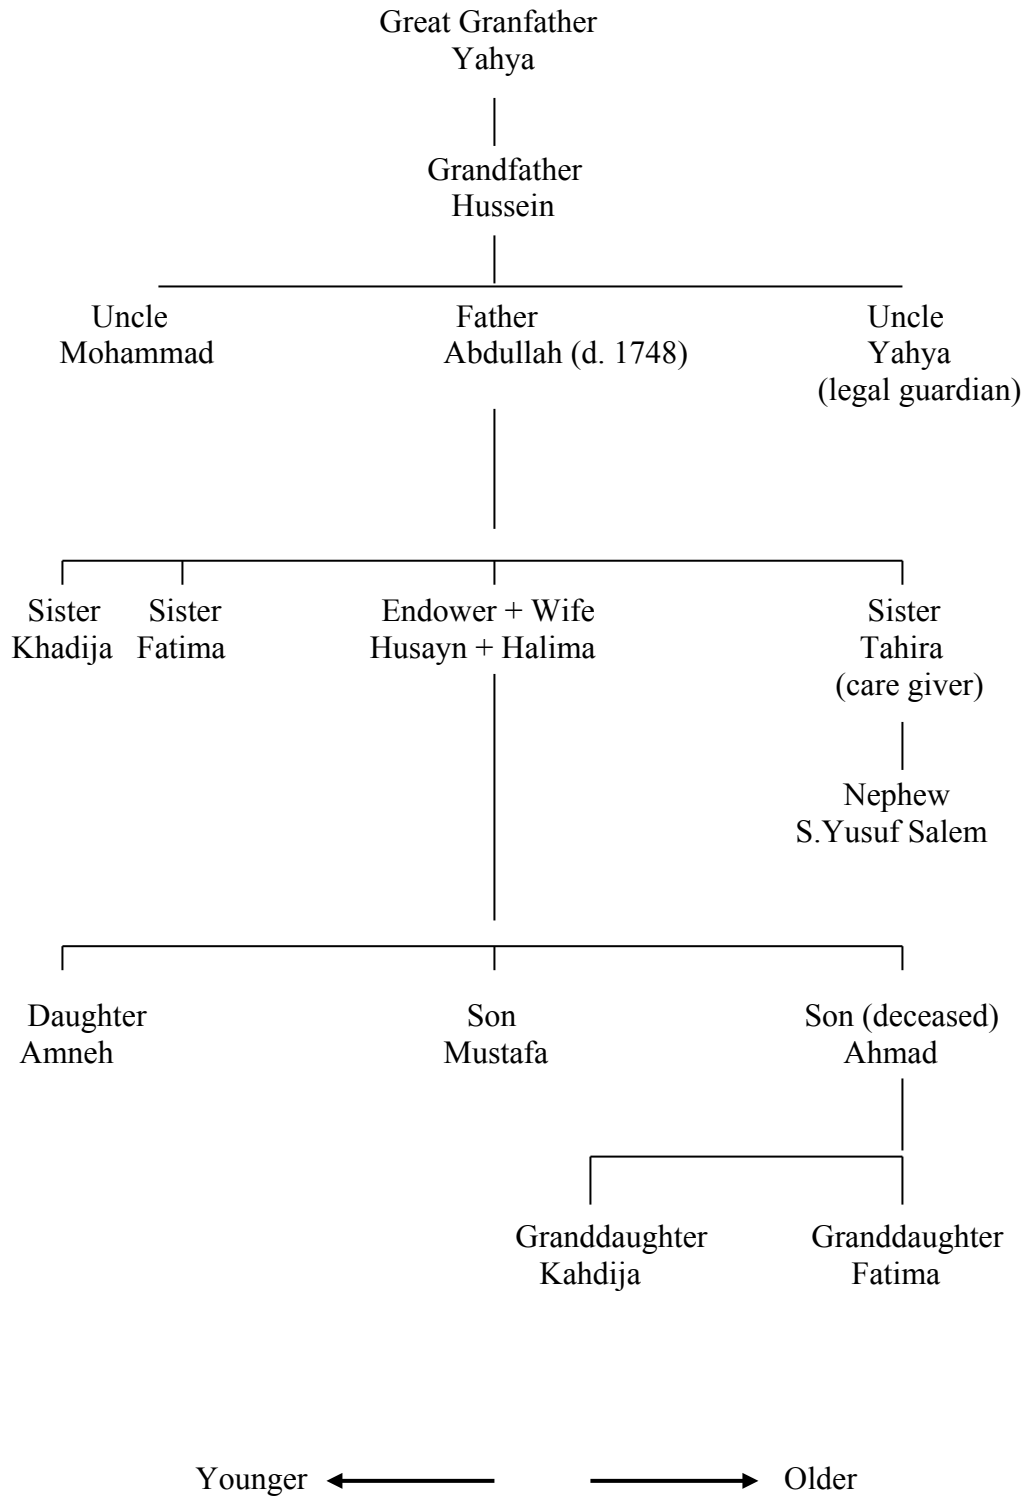 Great Granfather
Yahya
Grandfather
Hussein
Uncle
Mohammad
Father
Abdullah (d. 1748)
Uncle
Yahya
(legal guardian)
Sister
Khadija
Sister
Fatima
Endower + Wife
Husayn + Halima
Sister
Tahira
(care giver)
Nephew
S.Yusuf Salem
Daughter
Amneh
Son
Mustafa
Son (deceased)
Ahmad
Granddaughter
Kahdija
Granddaughter
Fatima
Younger
Older